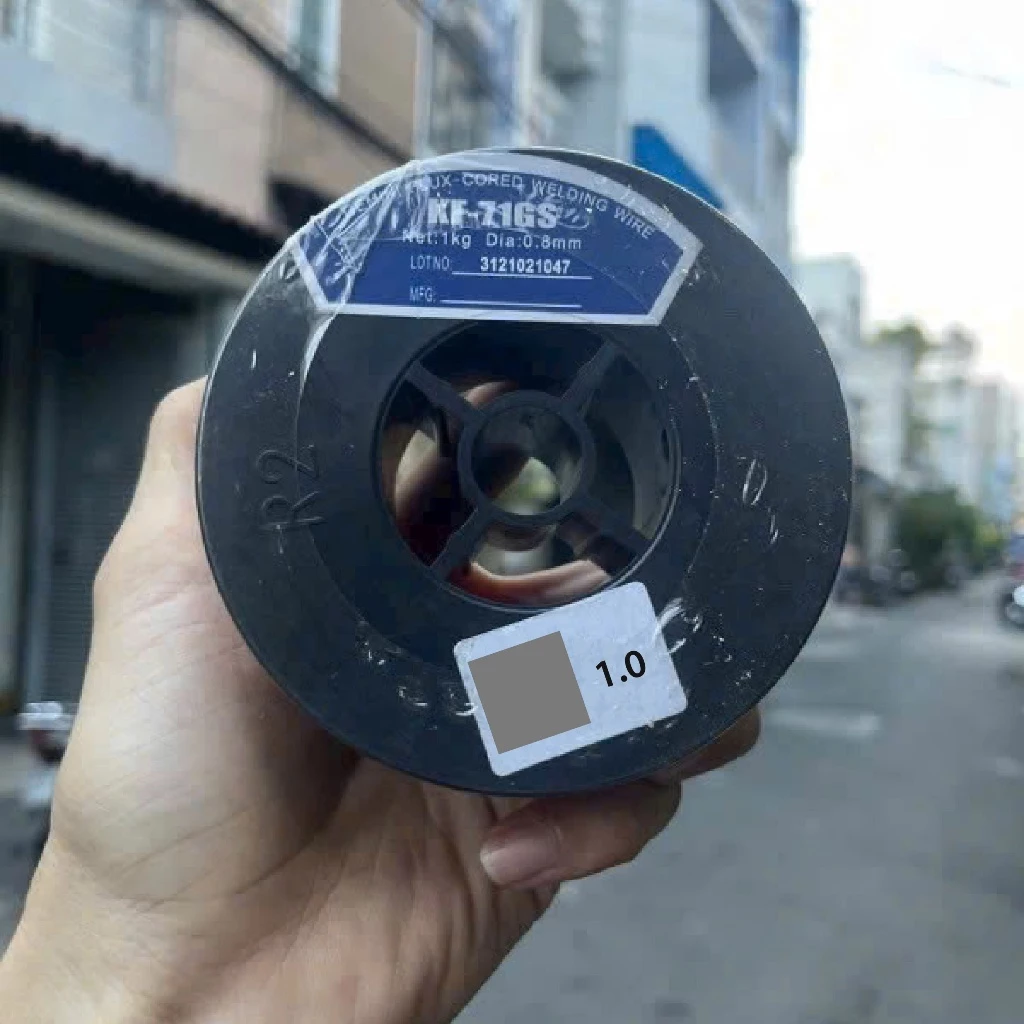 FLUX-CORED WELDING WIRE
KF-71GS
Net:1kg Dia:0.8mm
LOTNO: 3121021047
MFG:
R2
1.0